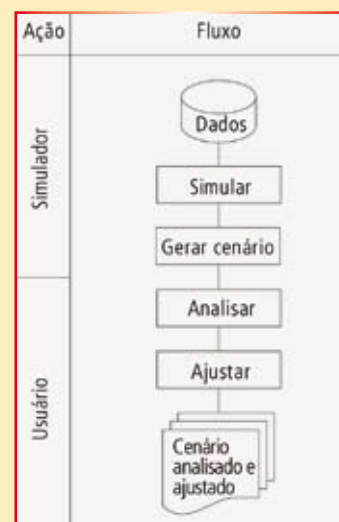 Ação
Fluxo
Simulador
Dados
Simular
Gerar cenário
Usuário
Analisar
Ajustar
Cenário
analisado e
ajustado